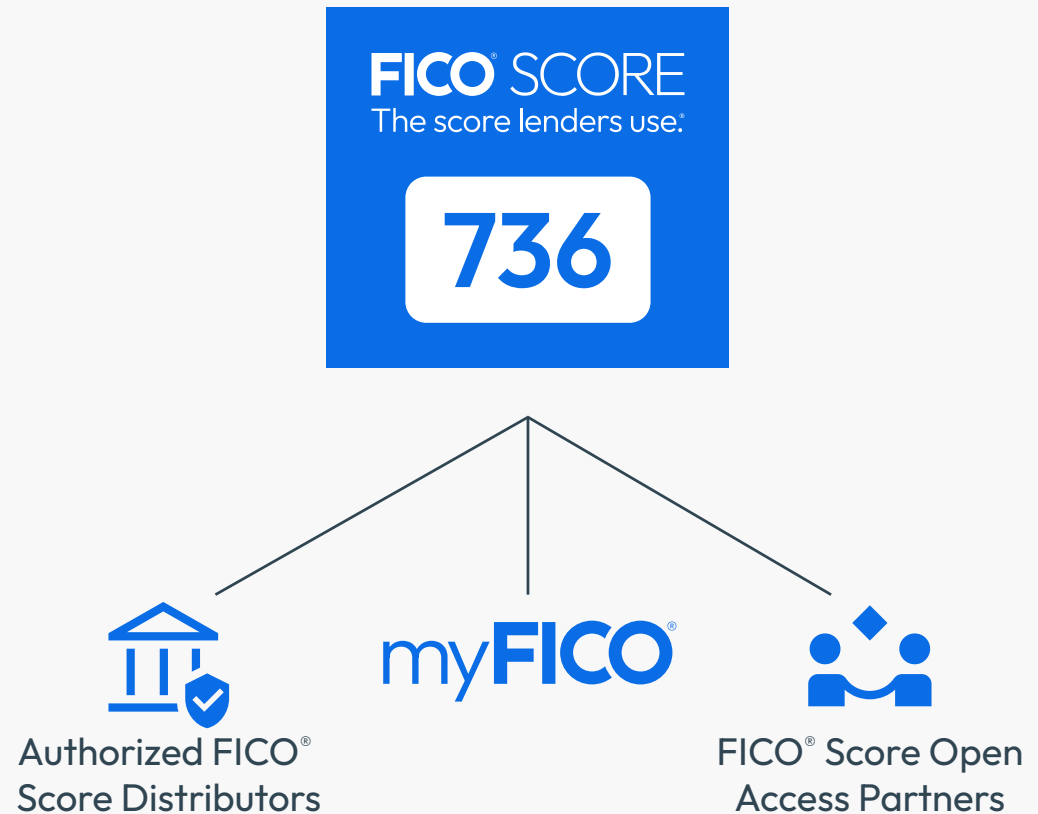 FICO® SCORE
The score lenders use.®
736
myFICO®
Authorized FICO®
Score Distributors
FICO® Score Open
Access Partners